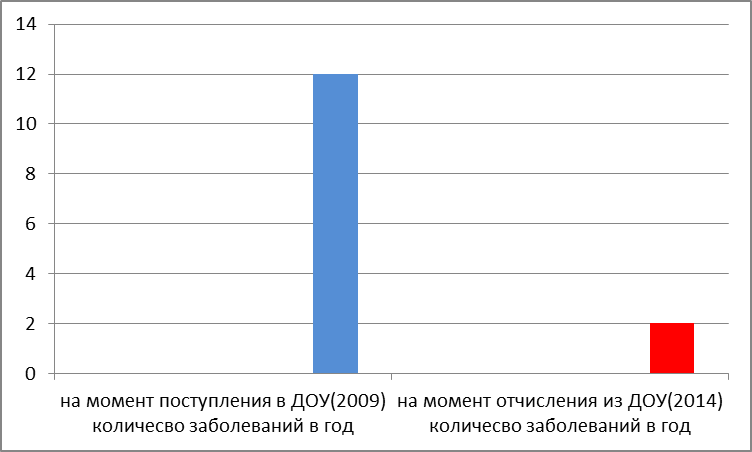 14
12
10
8
6
4
2
0
на момент поступления в ДОУ(2009)
количесво заболеваний в год
на момент отчисления из ДОУ(2014)
количесво заболеваний в год